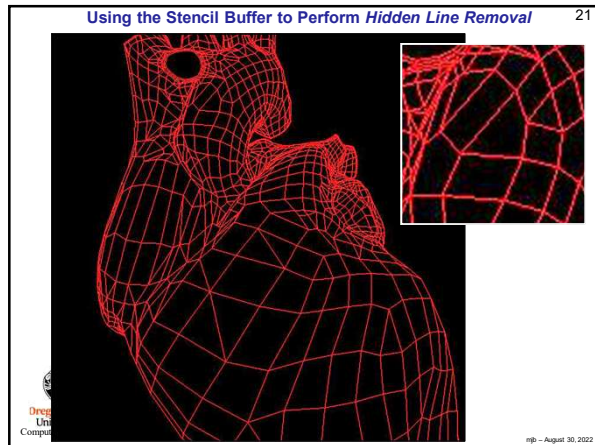 Using the Stencil Buffer to Perform Hidden Line Removal
21
mjb – August 30, 2022